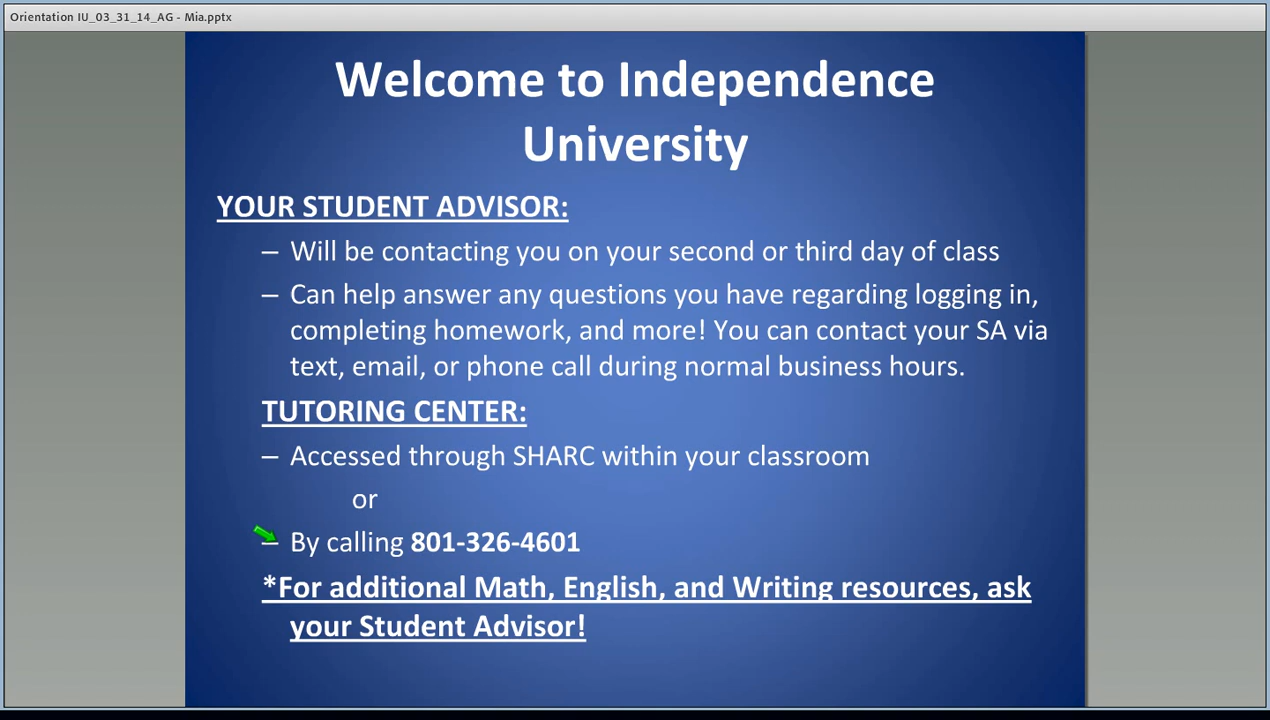 Orientation IU_03_31_14_AG - Mia.pptx
Welcome to Independence
University
YOUR STUDENT ADVISOR:
– Will be contacting you on your second or third day of class
– Can help answer any questions you have regarding logging in,
completing homework, and more! You can contact your SA via
text, email, or phone call during normal business hours.
TUTORING CENTER:
– Accessed through SHARC within your classroom
or
– By calling 801-326-4601
*For additional Math, English, and Writing resources, ask
your Student Advisor!